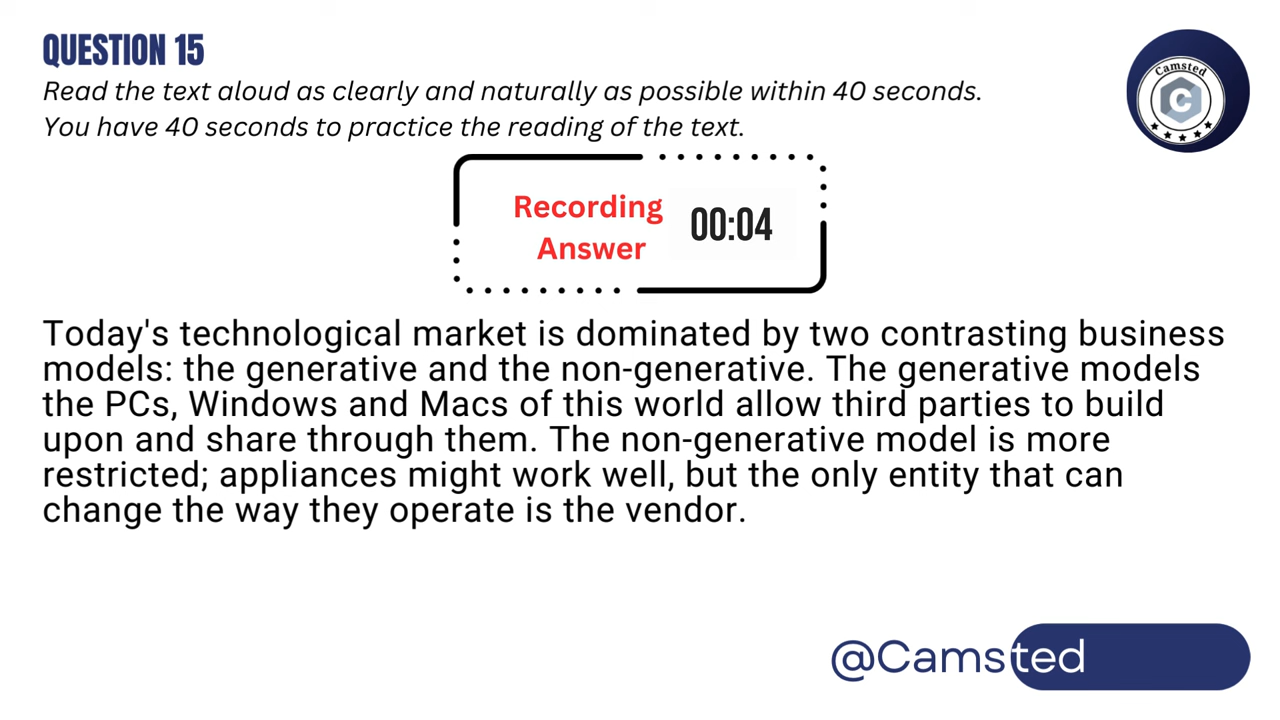 QUESTION 15
Read the text aloud as clearly and naturally as possible within 40 seconds.
You have 40 seconds to practice the reading of the text.
Camsted
C
Recording
Answer
00:04
Today's technological market is dominated by two contrasting business
models: the generative and the non-generative. The generative models
the PCs, Windows and Macs of this world allow third parties to build
upon and share through them. The non-generative model is more
restricted; appliances might work well, but the only entity that can
change the way they operate is the vendor.
@Camsted